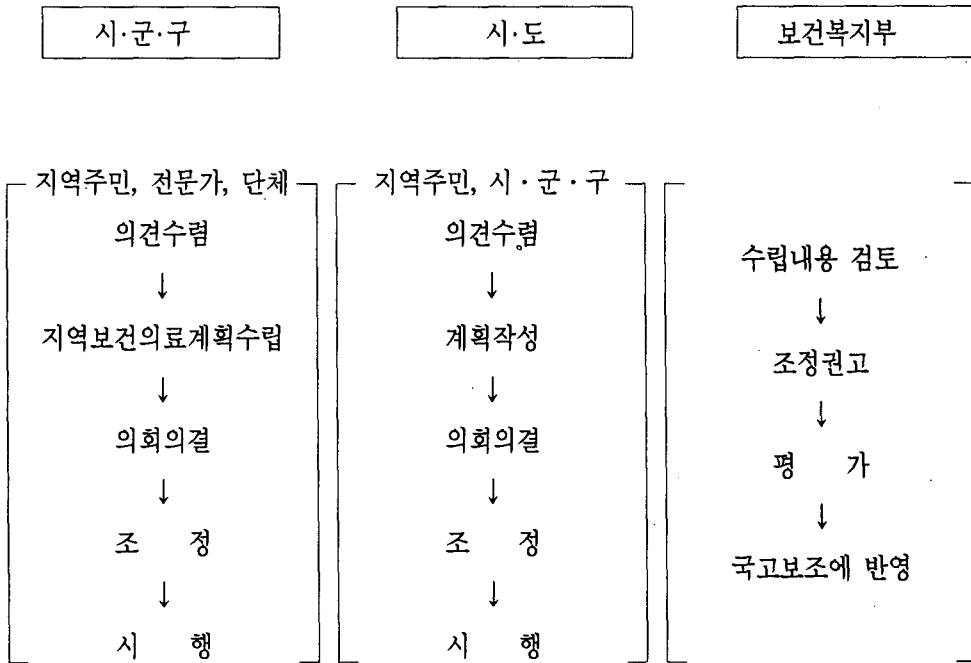 시·군·구
시·도
보건복지부
지역주민, 전문가, 단체
의견수렴
↓
지역보건의료계획수립
↓
의회의결
↓
조 정
↓
시 행
지역주민, 시·군·구
의견수렴
↓
계획작성
↓
의회의결
↓
조 정
↓
시 행
수립내용 검토
↓
조정권고
↓
평 가
↓
국고보조에 반영